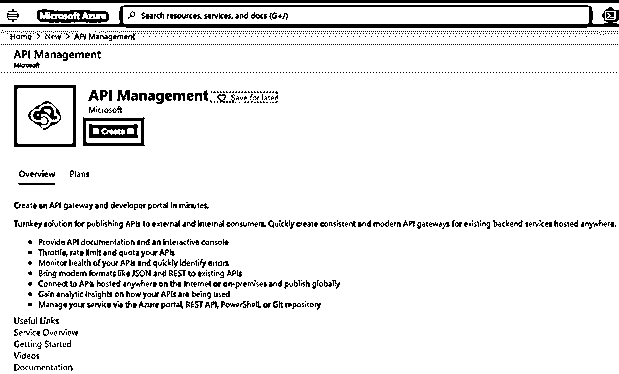 Microsoft Azure
Search resources, services, and docs (G+/)
Home > New > API Management
API Management
Microsoft
API Management
Save for later
Microsoft
Create
Overview Plans
Create an API gateway and developer portal in minutes.
Turnkey solution for publishing APIs to external and internal consumers. Quickly create consistent and modern API gateways for existing backend services hosted anywhere.
• Provide API documentation and an interactive console
• Throttle, rate limit and quota your APIs
• Monitor health of your APIs and quickly identify errors
• Bring modern formats like JSON and REST to existing APIs
• Connect to APIs hosted anywhere on the Internet or on-premises and publish globally
• Gain analytic insights on how your APIs are being used
• Manage your service via the Azure portal, REST API, PowerShell, or Git repository
Useful Links
Service Overview
Getting Started
Videos
Documentation